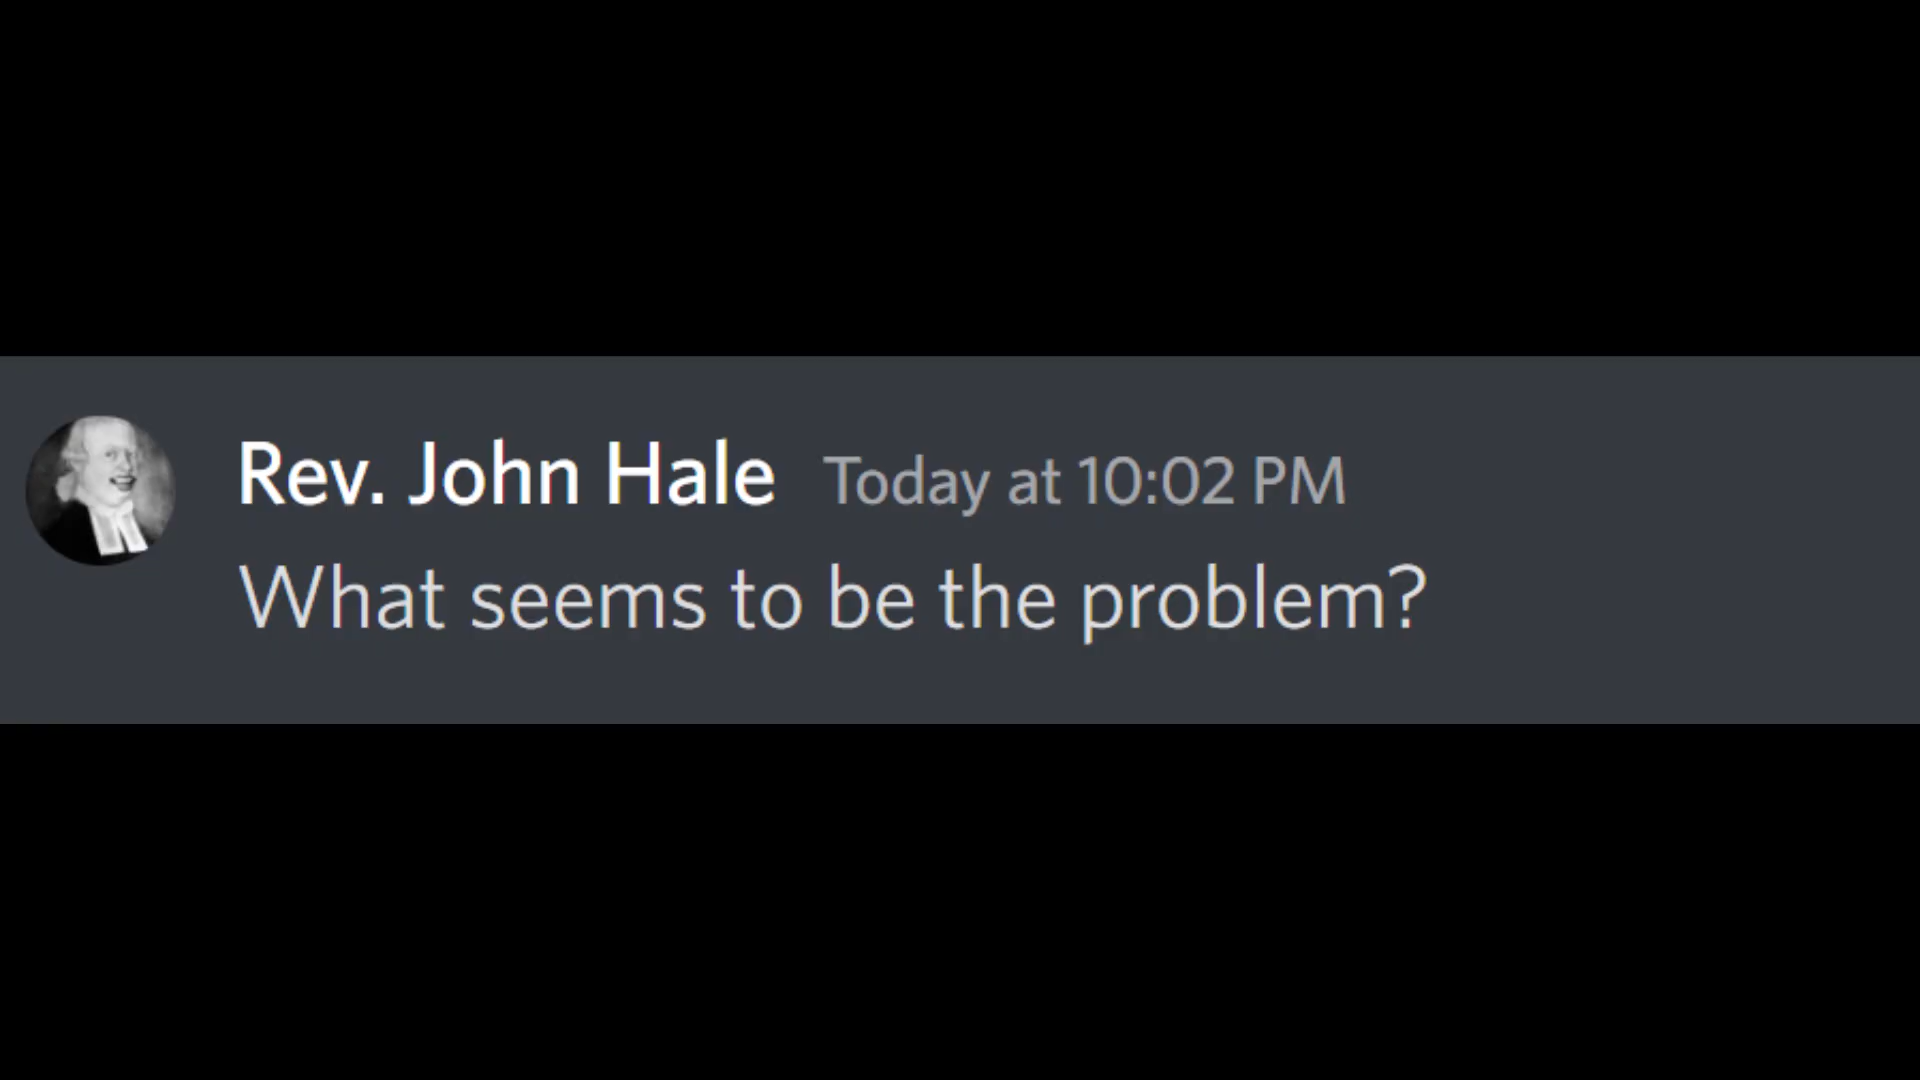 Rev. John Hale Today at 10:02 PM
What seems to be the problem?